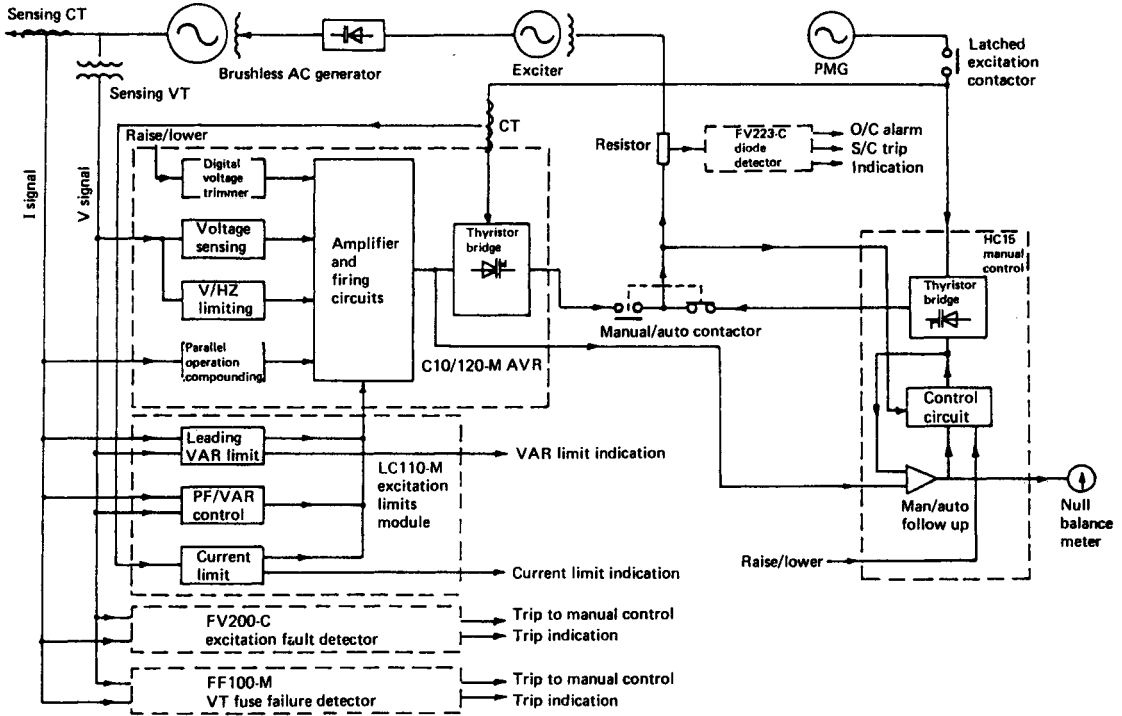 Sensing CT
Brushless AC generator
Exciter
PMG
Latched
excitation
contactor
Sensing VT
CT
Raise/lower
Resistor
FV223-C
diode
detector
O/C alarm
S/C trip
Indication
I signal
V signal
Digital
voltage
trimmer
Voltage
sensing
V/HZ
limiting
Parallel
operation
compounding
Amplifier
and
firing
circuits
Thyristor
bridge
C10/120-M AVR
Manual/auto contactor
HC15
manual
control
Thyristor
bridge
Control
circuit
Man/auto
follow up
Null
balance
meter
Raise/lower
Leading
VAR limit
PF/VAR
control
Current
limit
LC110-M
excitation
limits
module
VAR limit indication
Current limit indication
FV200-C
excitation fault detector
Trip to manual control
Trip indication
FF100-M
VT fuse failure detector
Trip to manual control
Trip indication